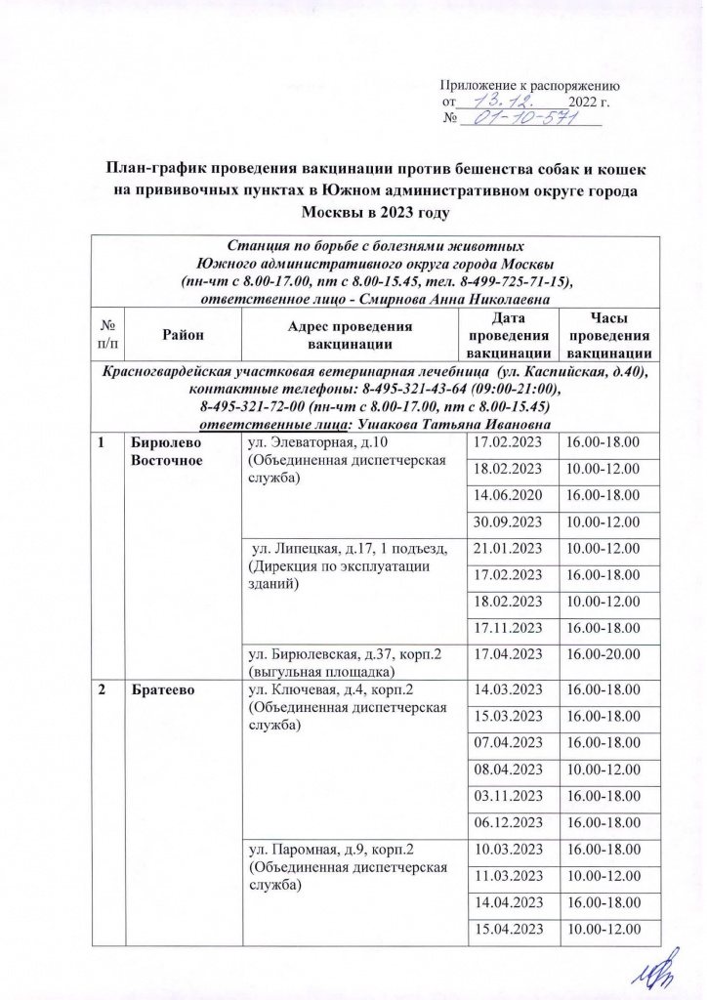 Приложение к распоряжению
от 13.12. 2022 г.
№ 01-10-571
План-график проведения вакцинации против бешенства собак и кошек
на прививочных пунктах в Южном административном округе города
Москвы в 2023 году
Станция по борьбе с болезнями животных
Южного административного округа города Москвы
(пн-чт с 8.00-17.00, пт с 8.00-15.45, тел. 8-499-725-71-15),
ответственное лицо - Смирнова Анна Николаевна
№ п/п Район Адрес проведения вакцинации Дата проведения вакцинации Часы проведения вакцинации
Красногвардейская участковая ветеринарная лечебница (ул. Каспийская, д.40),
контактные телефоны: 8-495-321-43-64 (09:00-21:00),
8-495-321-72-00 (пн-чт с 8.00-17.00, пт с 8.00-15.45)
ответственные лица: Ушакова Татьяна Ивановна
1 Бирюлево ул. Элеваторная, д.10 17.02.2023 16.00-18.00
Восточное (Объединенная диспетчерская 18.02.2023 10.00-12.00
служба) 14.06.2020 16.00-18.00
30.09.2023 10.00-12.00
ул. Липецкая, д.17, 1 подъезд, 21.01.2023 10.00-12.00
(Дирекция по эксплуатации 17.02.2023 16.00-18.00
зданий) 18.02.2023 10.00-12.00
17.11.2023 16.00-18.00
ул. Бирюлевская, д.37, корп.2 17.04.2023 16.00-20.00
(выгульная площадка)
2 Братеево ул. Ключевая, д.4, корп.2 14.03.2023 16.00-18.00
(Объединенная диспетчерская 15.03.2023 16.00-18.00
служба) 07.04.2023 16.00-18.00
08.04.2023 10.00-12.00
03.11.2023 16.00-18.00
06.12.2023 16.00-18.00
ул. Паромная, д.9, корп.2 10.03.2023 16.00-18.00
(Объединенная диспетчерская 11.03.2023 10.00-12.00
служба) 14.04.2023 16.00-18.00
15.04.2023 10.00-12.00